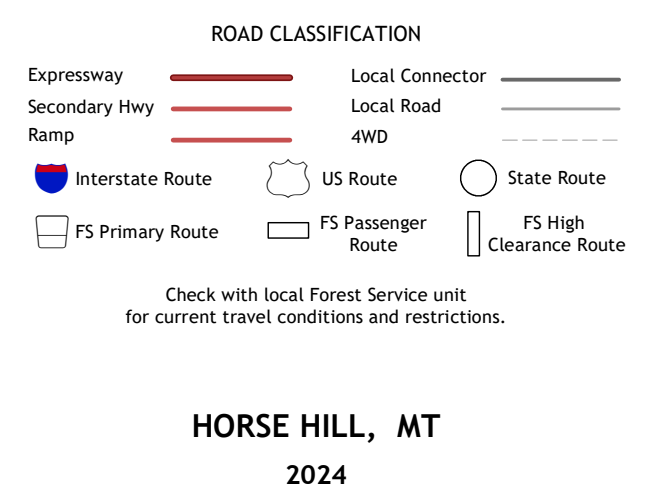 ROAD CLASSIFICATION
Expressway
Local Connector
Secondary Hwy
Local Road
Ramp
4WD
Interstate Route
US Route
State Route
FS Primary Route
FS Passenger
Route
FS High
Clearance Route
Check with local Forest Service unit
for current travel conditions and restrictions.
HORSE HILL, MT
2024